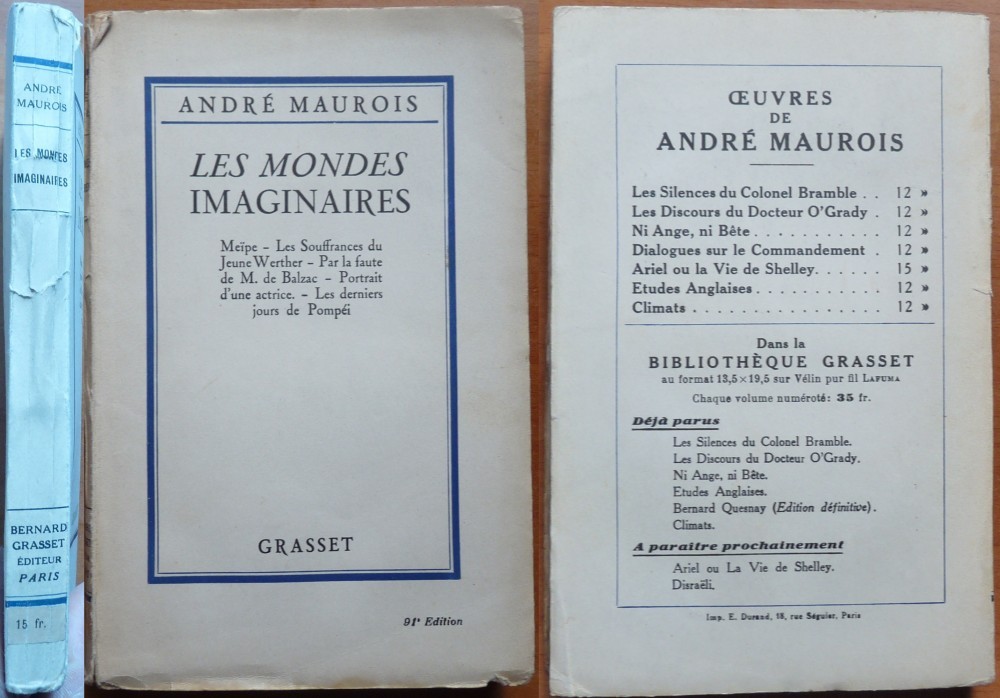 ANDRÉ
MAUROIS
LES MONDES
IMAGINAIRES
BERNARD
GRASSET
ÉDITEUR
PARIS
15 fr.
ANDRÉ MAUROIS
LES MONDES
IMAGINAIRES
Meïpe - Les Souffrances du
Jeune Werther - Par la faute
de M. de Balzac - Portrait
d'une actrice. - Les derniers
jours de Pompéi
GRASSET
91e Edition
ŒUVRES
DE
ANDRÉ MAUROIS
Les Silences du Colonel Bramble . . 12 »
Les Discours du Docteur O'Grady . 12 »
Ni Ange, ni Bête . . . . . . . . . . . 12 »
Dialogues sur le Commandement . 12 »
Ariel ou la Vie de Shelley. . . . . . 15 »
Etudes Anglaises . . . . . . . . . . . 12 »
Climats . . . . . . . . . . . . . . . . 12 »
Dans la
BIBLIOTHÈQUE GRASSET
au format 13,5×19,5 sur Vélin pur fil LAFUMA
Chaque volume numéroté: 35 fr.
Déjà parus
Les Silences du Colonel Bramble.
Les Discours du Docteur O'Grady.
Ni Ange, ni Bête.
Etudes Anglaises.
Bernard Quesnay (Edition définitive).
Climats.
A paraître prochainement
Ariel ou La Vie de Shelley.
Disraëli.
Imp. E. Durand, 18, rue Séguier, Paris